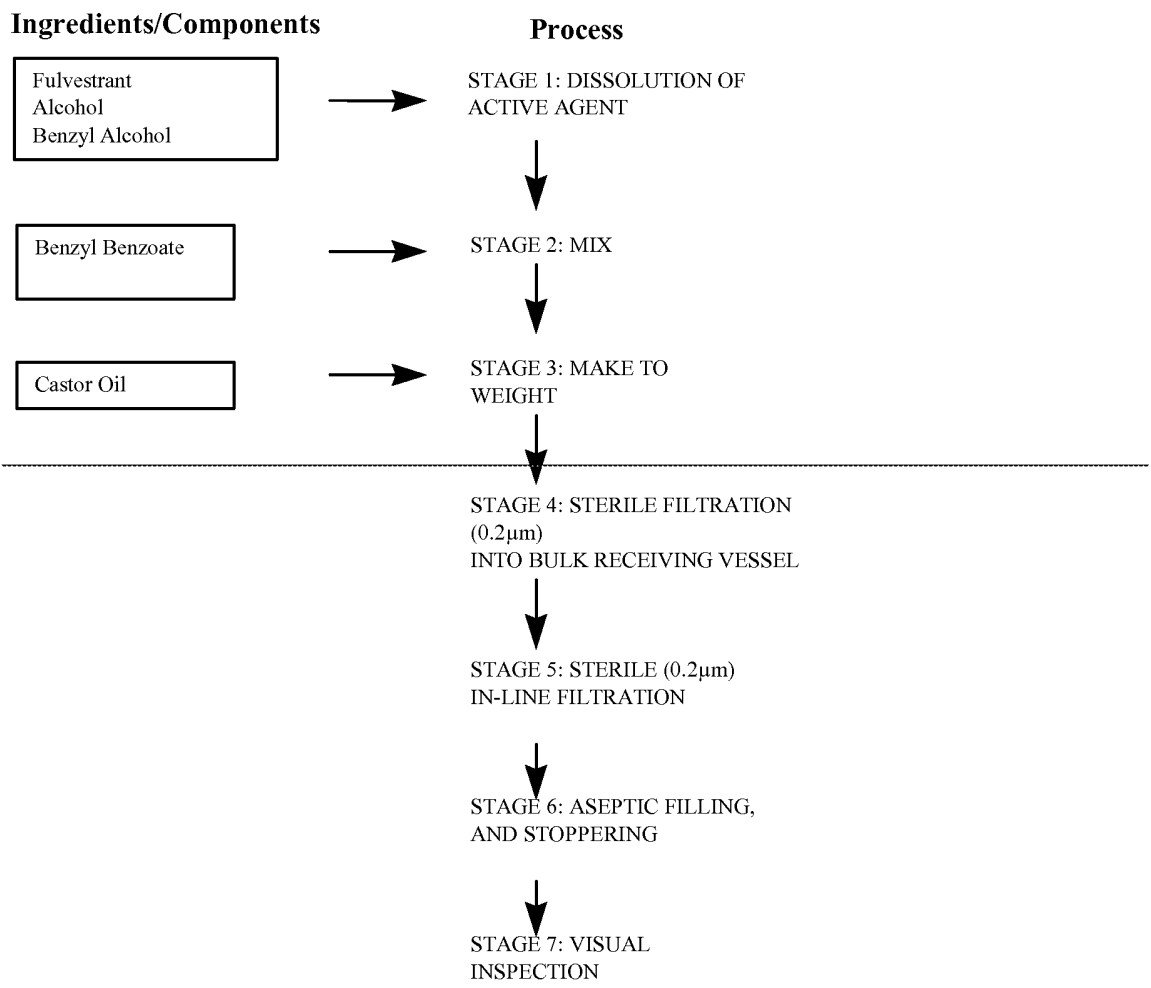 Ingredients/Components
Process
Fulvestrant
Alcohol
Benzyl Alcohol
STAGE 1: DISSOLUTION OF
ACTIVE AGENT
Benzyl Benzoate
STAGE 2: MIX
Castor Oil
STAGE 3: MAKE TO
WEIGHT
STAGE 4: STERILE FILTRATION
(0.2µm)
INTO BULK RECEIVING VESSEL
STAGE 5: STERILE (0.2µm)
IN-LINE FILTRATION
STAGE 6: ASEPTIC FILLING,
AND STOPPERING
STAGE 7: VISUAL
INSPECTION